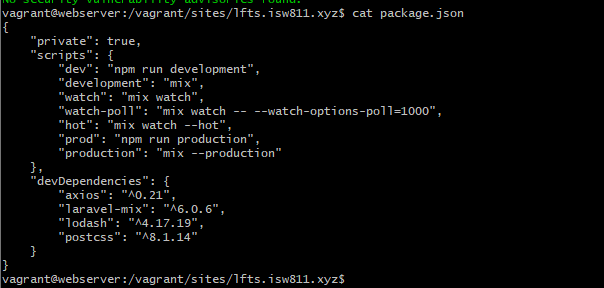 No security vulnerability advisories found.
vagrant@webserver:/vagrant/sites/lfts.isw811.xyz$ cat package.json
{
    "private": true,
    "scripts": {
        "dev": "npm run development",
        "development": "mix",
        "watch": "mix watch",
        "watch-poll": "mix watch -- --watch-options-poll=1000",
        "hot": "mix watch --hot",
        "prod": "npm run production",
        "production": "mix --production"
    },
    "devDependencies": {
        "axios": "^0.21",
        "laravel-mix": "^6.0.6",
        "lodash": "^4.17.19",
        "postcss": "^8.1.14"
    }
}
vagrant@webserver:/vagrant/sites/lfts.isw811.xyz$